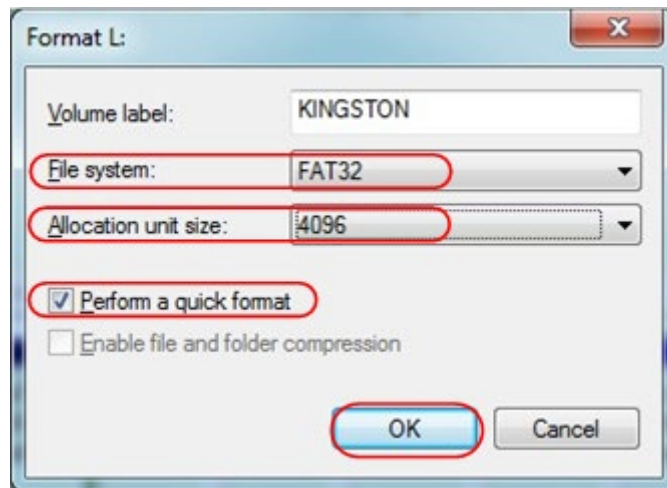 Format L:
Volume label: KINGSTON
File system: FAT32
Allocation unit size: 4096
Perform a quick format
Enable file and folder compression
OK Cancel